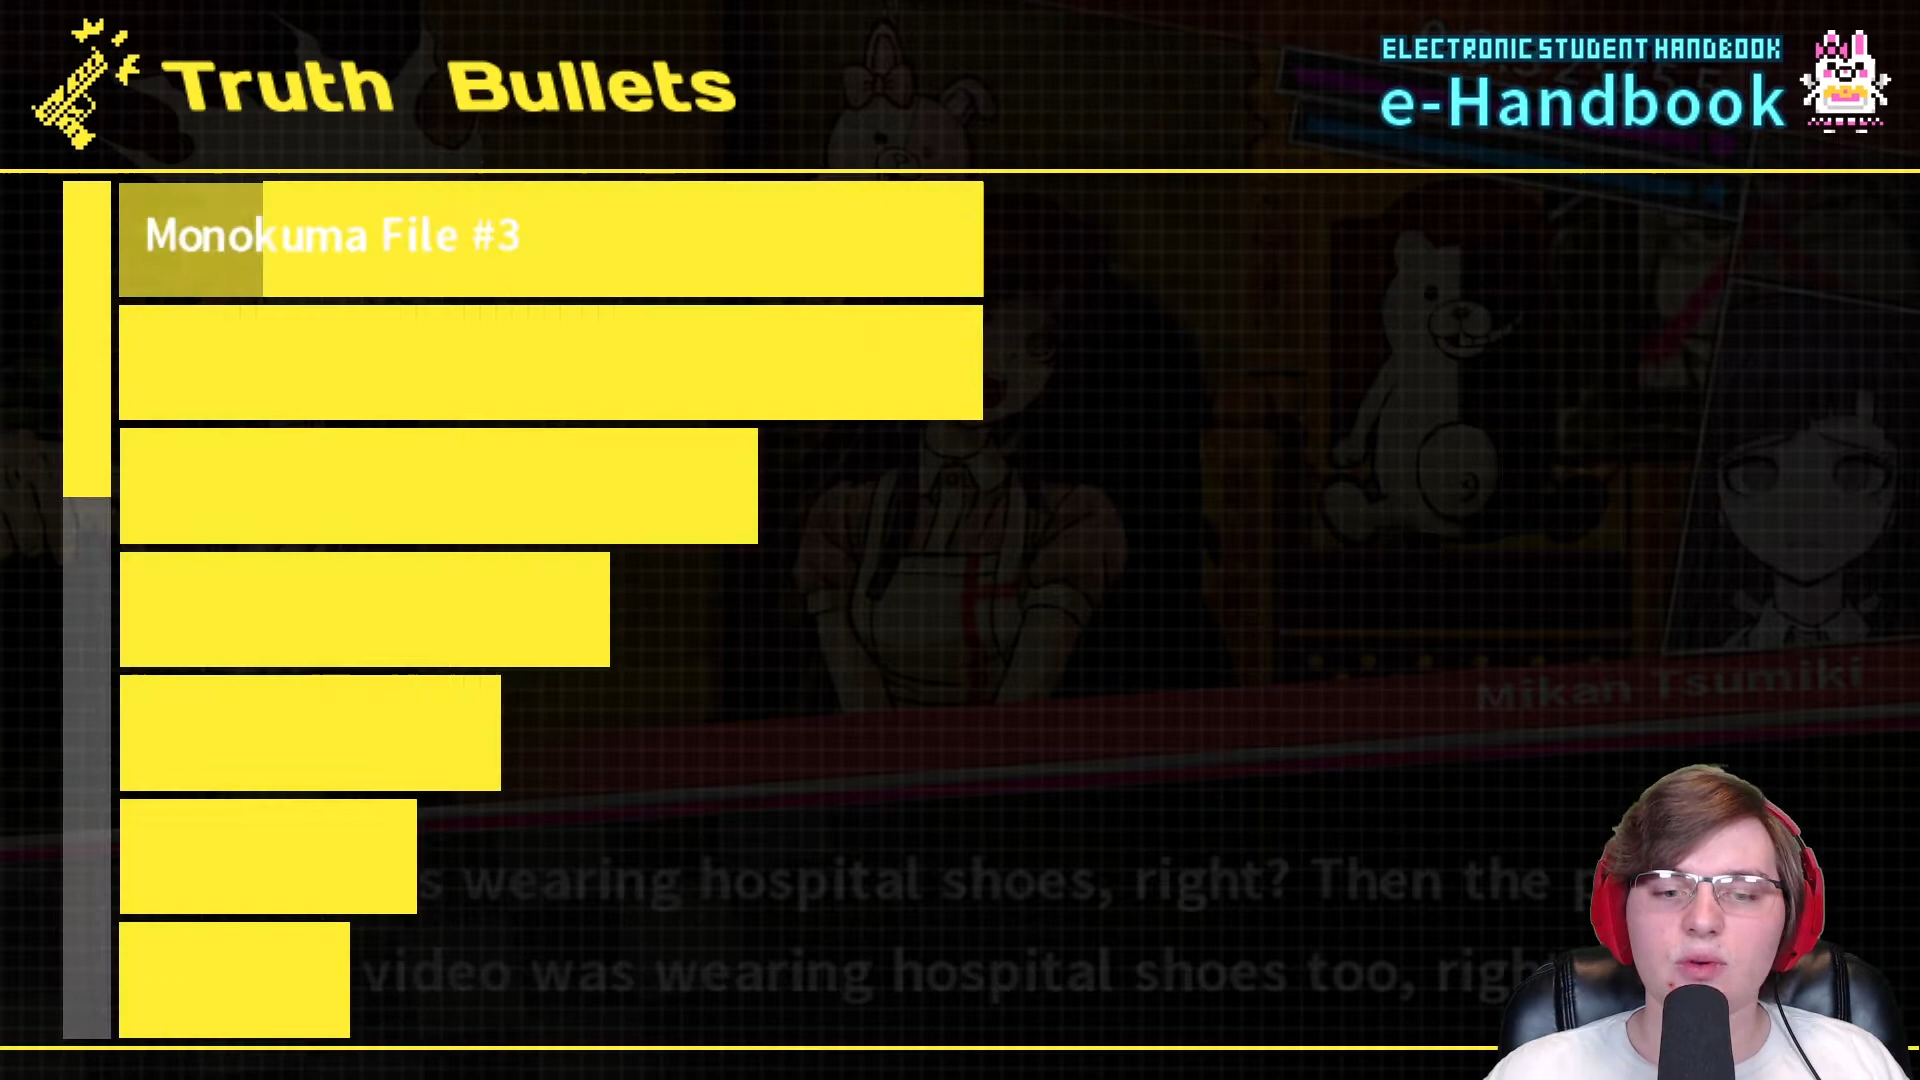 Truth Bullets
ELECTRONIC STUDENT HANDBOOK
e-Handbook
Monokuma File #3
Mikan Tsumiki
wearing hospital shoes, right? Then the
video was wearing hospital shoes too,